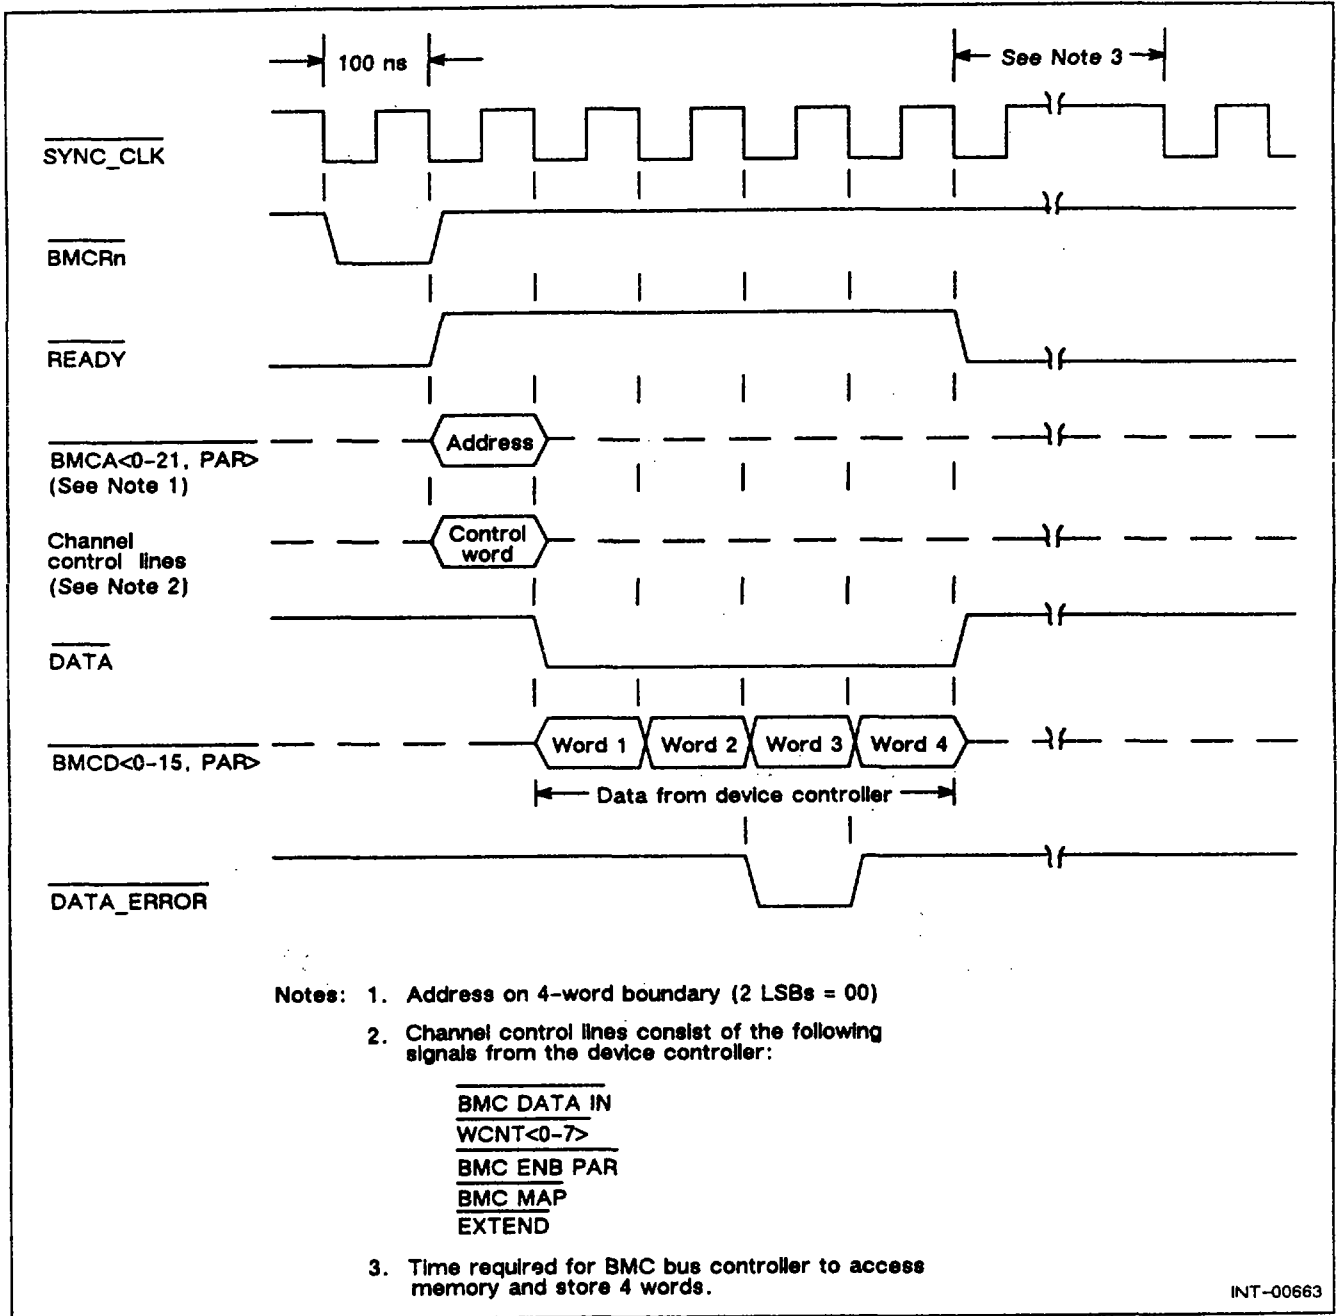 100 ns
See Note 3
SYNC_CLK
BMCRn
READY
Address
BMCA<0-21, PAR>
(See Note 1)
Control
word
Channel
control lines
(See Note 2)
DATA
Word 1 Word 2 Word 3 Word 4
BMCD<0-15, PAR>
Data from device controller
DATA_ERROR
Notes: 1. Address on 4-word boundary (2 LSBs = 00)
2. Channel control lines consist of the following
signals from the device controller:
BMC DATA IN
WCNT<0-7>
BMC ENB PAR
BMC MAP
EXTEND
3. Time required for BMC bus controller to access
memory and store 4 words.
INT-00663